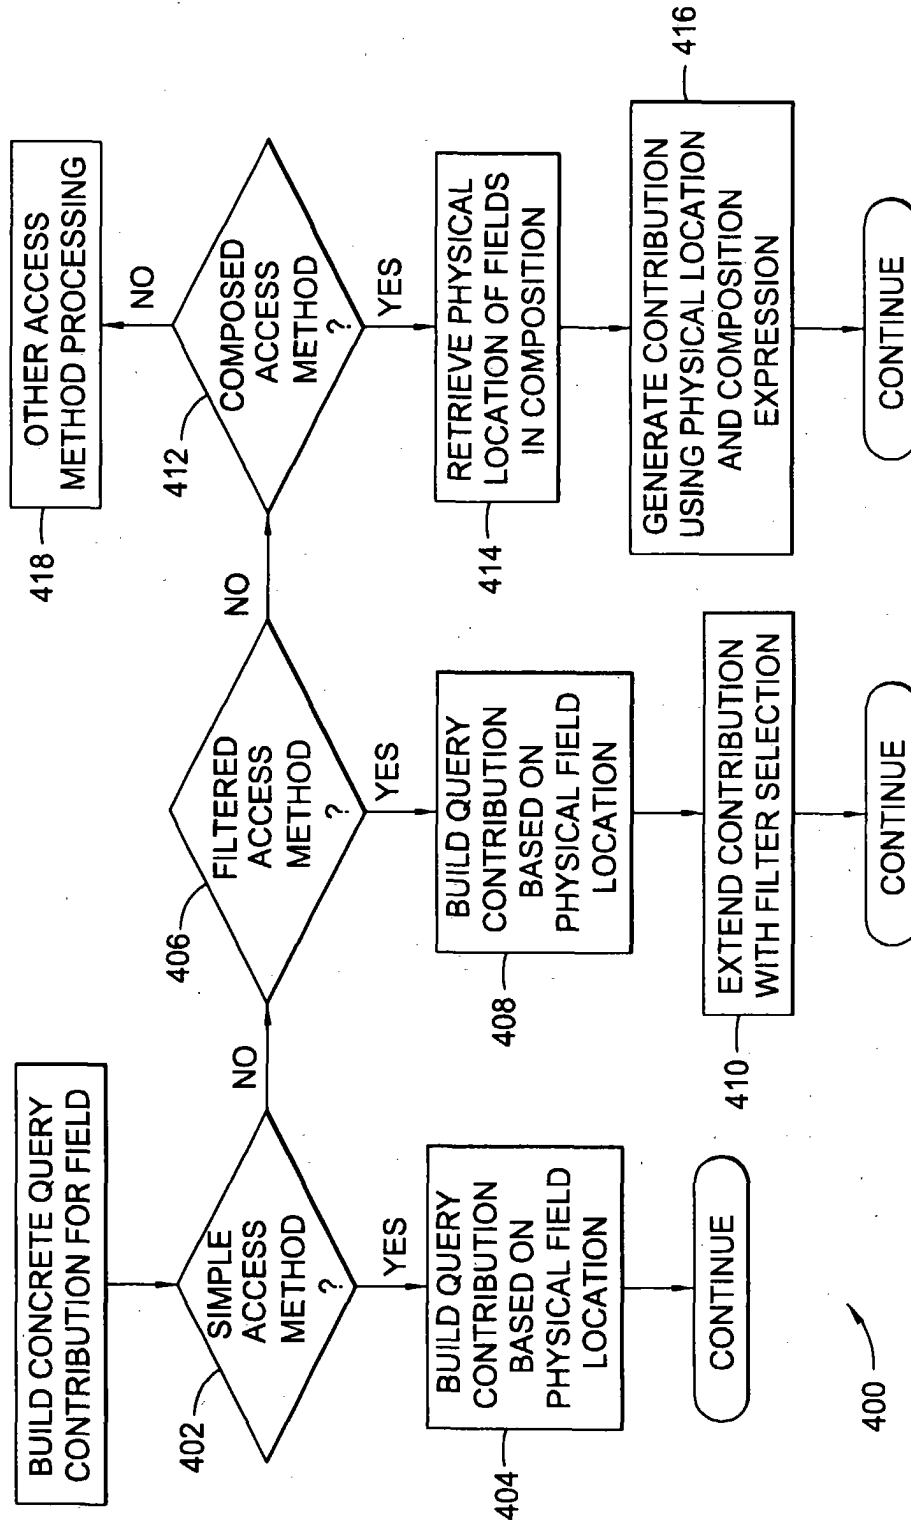 BUILD CONCRETE QUERY
CONTRIBUTION FOR FIELD
402
SIMPLE
ACCESS
METHOD
?
NO
YES
404
BUILD QUERY
CONTRIBUTION
BASED ON
PHYSICAL FIELD
LOCATION
CONTINUE
406
FILTERED
ACCESS
METHOD
?
NO
YES
408
BUILD QUERY
CONTRIBUTION
BASED ON
PHYSICAL FIELD
LOCATION
410
EXTEND CONTRIBUTION
WITH FILTER SELECTION
CONTINUE
412
COMPOSED
ACCESS
METHOD
?
NO
418
OTHER ACCESS
METHOD PROCESSING
YES
414
RETRIEVE PHYSICAL
LOCATION OF FIELDS
IN COMPOSITION
416
GENERATE CONTRIBUTION
USING PHYSICAL LOCATION
AND COMPOSITION
EXPRESSION
CONTINUE
400